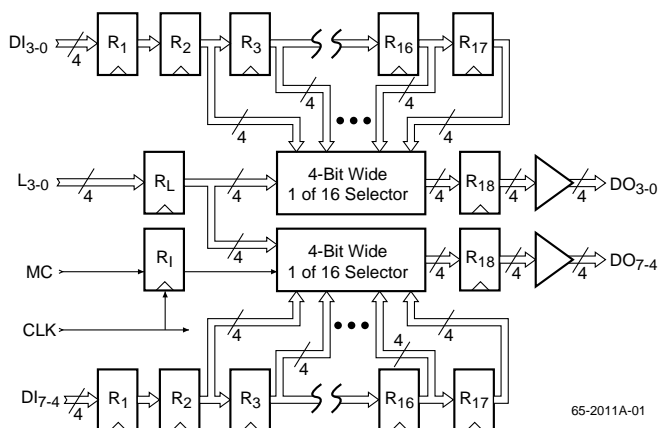 DI3-0 4 R1 R2 R3 R16 R17
4 4 4 4
L3-0 4 RL 4 4-Bit Wide 1 of 16 Selector 4 R18 4 4 DO3-0
4
MC RI 4-Bit Wide 1 of 16 Selector 4 R18 4 4 DO7-4
CLK
4 4 4 4
DI7-4 4 R1 R2 R3 R16 R17
65-2011A-01